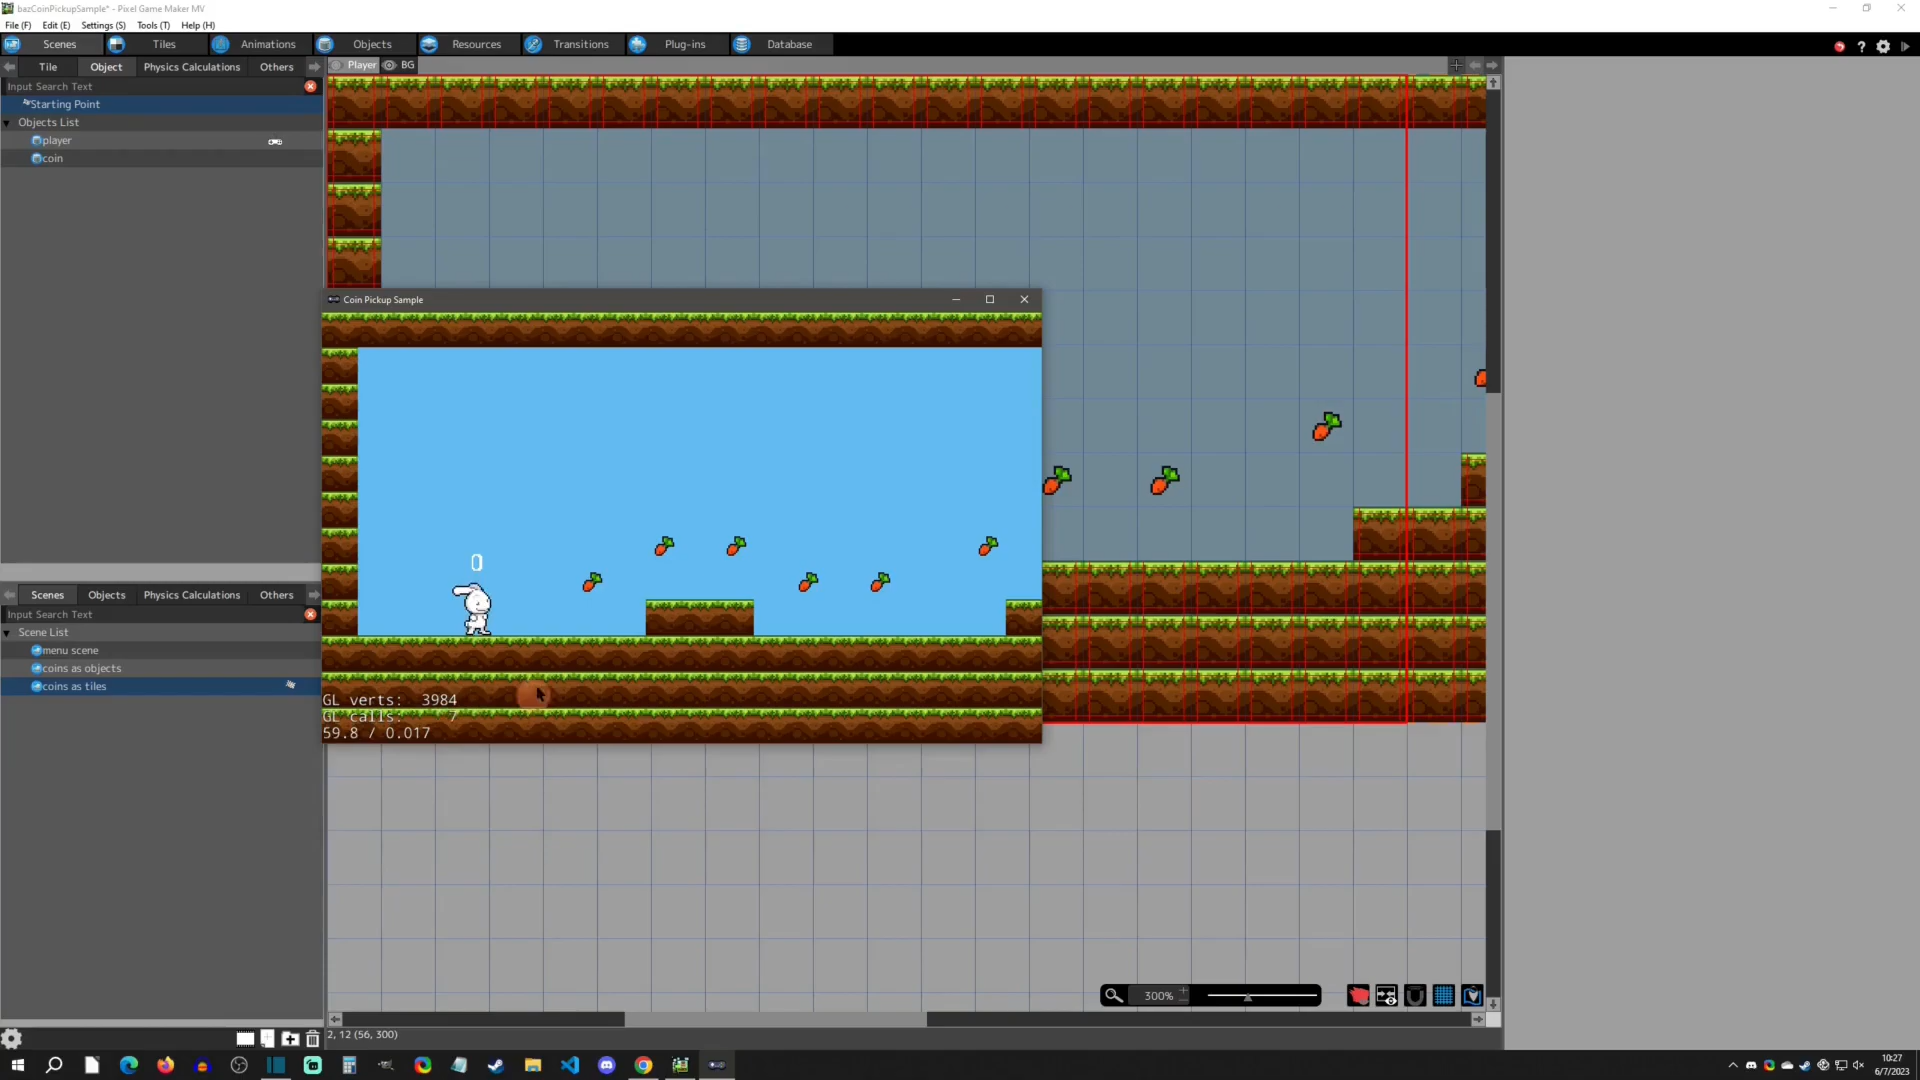 bazCoinPickupSample* - Pixel Game Maker MV
File (F) Edit (E) Settings (S) Tools (T) Help (H)
Scenes Tiles Animations Objects Resources Transitions Plug-ins Database
Tile Object Physics Calculations Others
Player BG
Input Search Text
Starting Point
Objects List
player
coin
Coin Pickup Sample
0
GL verts: 3984
GL calls: 7
59.8 / 0.017
Scenes Objects Physics Calculations Others
Input Search Text
Scene List
menu scene
coins as objects
coins as tiles
300%
2, 12 (56, 300)
10:27
6/7/2023